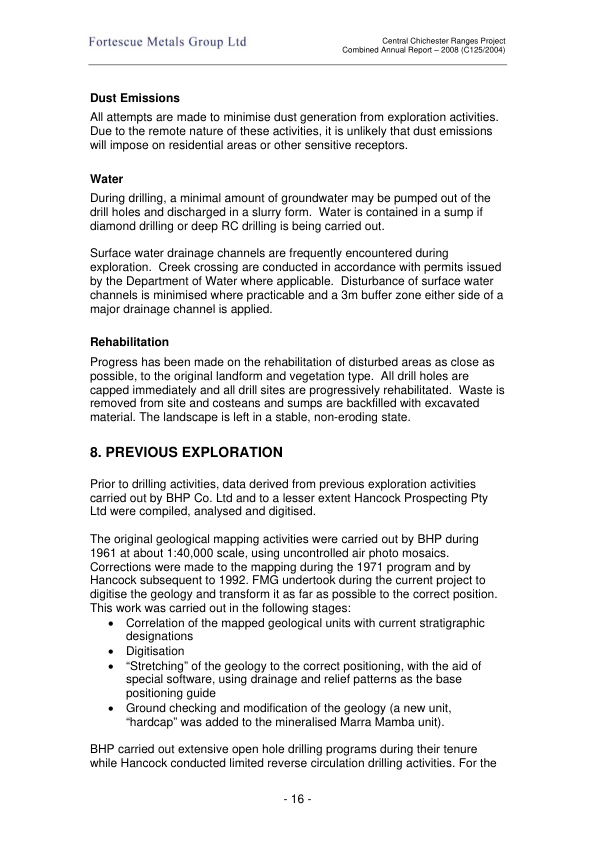 Fortescue Metals Group Ltd
Central Chichester Ranges Project
Combined Annual Report – 2008 (C125/2004)
Dust Emissions
All attempts are made to minimise dust generation from exploration activities.
Due to the remote nature of these activities, it is unlikely that dust emissions
will impose on residential areas or other sensitive receptors.
Water
During drilling, a minimal amount of groundwater may be pumped out of the
drill holes and discharged in a slurry form.  Water is contained in a sump if
diamond drilling or deep RC drilling is being carried out.
Surface water drainage channels are frequently encountered during
exploration.  Creek crossing are conducted in accordance with permits issued
by the Department of Water where applicable.  Disturbance of surface water
channels is minimised where practicable and a 3m buffer zone either side of a
major drainage channel is applied.
Rehabilitation
Progress has been made on the rehabilitation of disturbed areas as close as
possible, to the original landform and vegetation type.  All drill holes are
capped immediately and all drill sites are progressively rehabilitated.  Waste is
removed from site and costeans and sumps are backfilled with excavated
material. The landscape is left in a stable, non-eroding state.
8. PREVIOUS EXPLORATION
Prior to drilling activities, data derived from previous exploration activities
carried out by BHP Co. Ltd and to a lesser extent Hancock Prospecting Pty
Ltd were compiled, analysed and digitised.
The original geological mapping activities were carried out by BHP during
1961 at about 1:40,000 scale, using uncontrolled air photo mosaics.
Corrections were made to the mapping during the 1971 program and by
Hancock subsequent to 1992. FMG undertook during the current project to
digitise the geology and transform it as far as possible to the correct position.
This work was carried out in the following stages:
• Correlation of the mapped geological units with current stratigraphic
designations
• Digitisation
• “Stretching” of the geology to the correct positioning, with the aid of
special software, using drainage and relief patterns as the base
positioning guide
• Ground checking and modification of the geology (a new unit,
“hardcap” was added to the mineralised Marra Mamba unit).
BHP carried out extensive open hole drilling programs during their tenure
while Hancock conducted limited reverse circulation drilling activities. For the
- 16 -